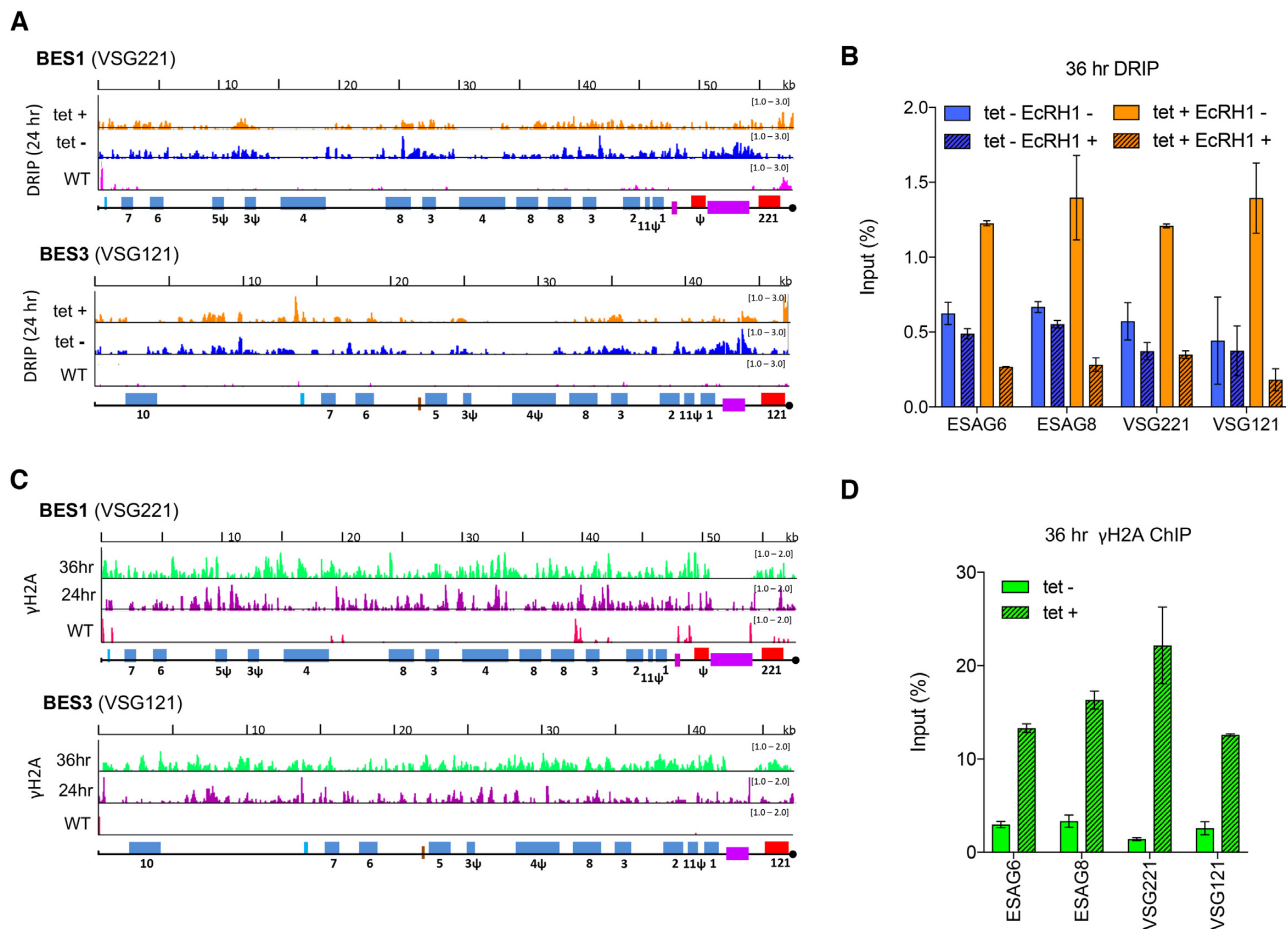 A
BES1 (VSG221)
10 20 30 40 50 kb
DRIP (24 hr)
tet + [1.0 – 3.0]
tet - [1.0 – 3.0]
WT [1.0 – 3.0]
7 6 5ψ 3ψ 4 8 3 4 8 8 3 2 11ψ 1 ψ 221
BES3 (VSG121)
10 20 30 40 kb
DRIP (24 hr)
tet + [1.0 – 3.0]
tet - [1.0 – 3.0]
WT [1.0 – 3.0]
10 7 6 5 3ψ 4ψ 8 3 2 11ψ 1 121
B
36 hr DRIP
tet - EcRH1 - tet + EcRH1 -
tet - EcRH1 + tet + EcRH1 +
Input (%)
2.0
1.5
1.0
0.5
0.0
ESAG6 ESAG8 VSG221 VSG121
C
BES1 (VSG221)
10 20 30 40 50 kb
γH2A
36hr [1.0 – 2.0]
24hr [1.0 – 2.0]
WT [1.0 – 2.0]
7 6 5ψ 3ψ 4 8 3 4 8 8 3 2 11ψ 1 ψ 221
BES3 (VSG121)
10 20 30 40 kb
γH2A
36hr [1.0 – 2.0]
24hr [1.0 – 2.0]
WT [1.0 – 2.0]
10 7 6 5 3ψ 4ψ 8 3 2 11ψ 1 121
D
36 hr γH2A ChIP
tet -
tet +
Input (%)
30
20
10
0
ESAG6 ESAG8 VSG221 VSG121